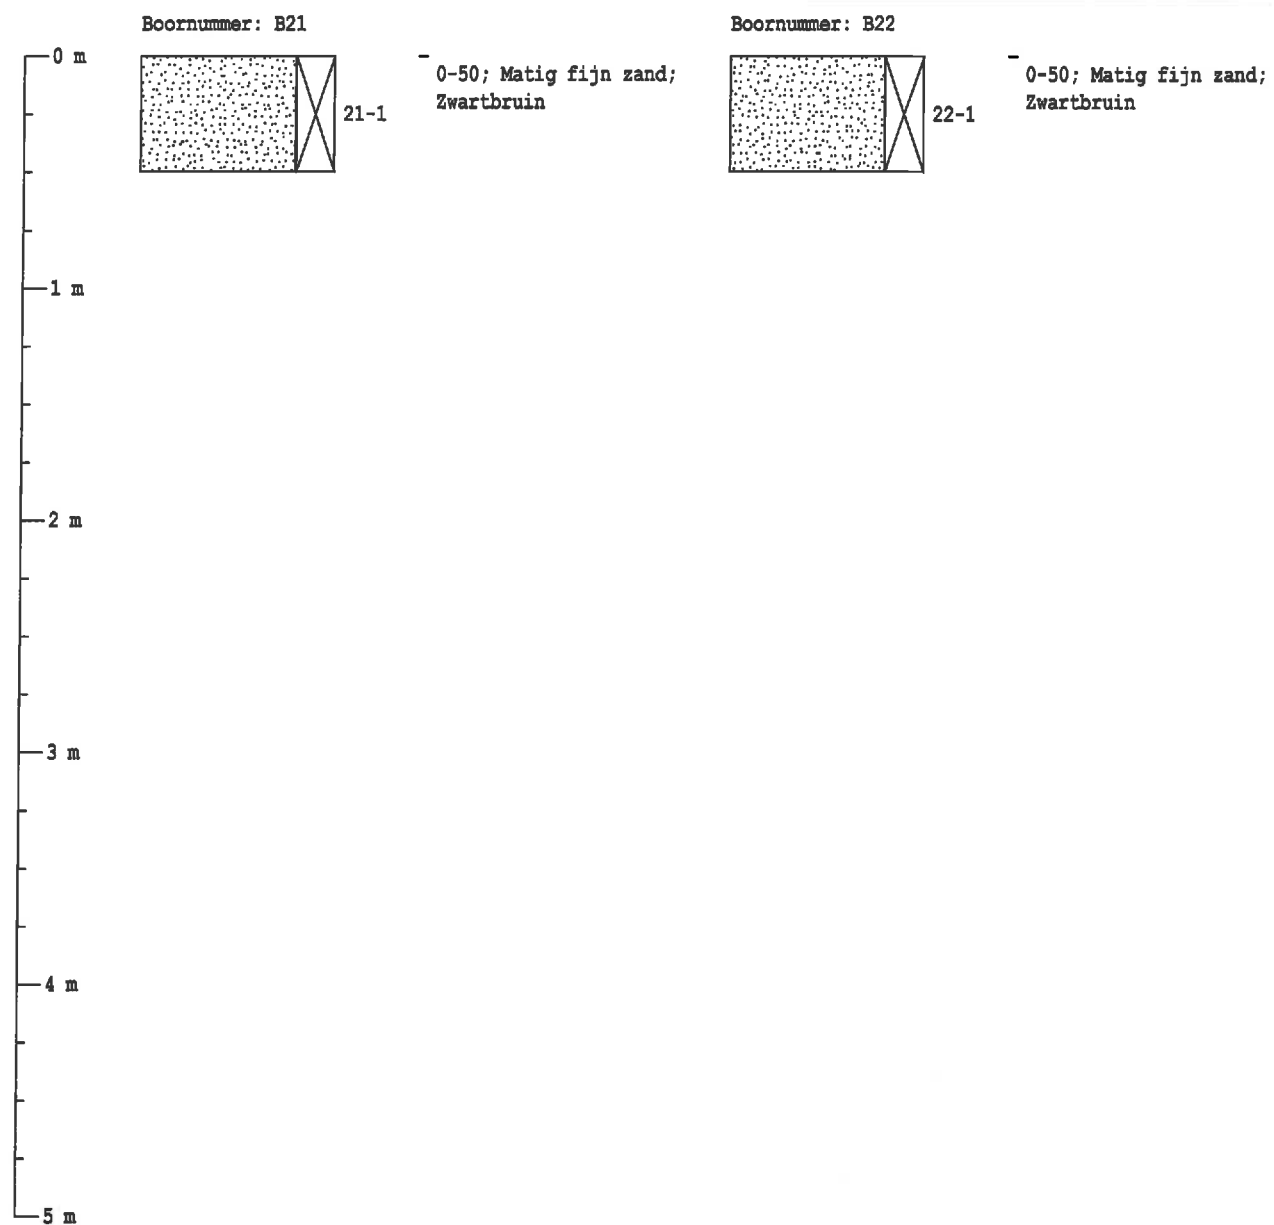 Boornummer: B21
Boornummer: B22
0 m
0-50; Matig fijn zand;
Zwartbruin
21-1
0-50; Matig fijn zand;
Zwartbruin
22-1
1 m
2 m
3 m
4 m
5 m